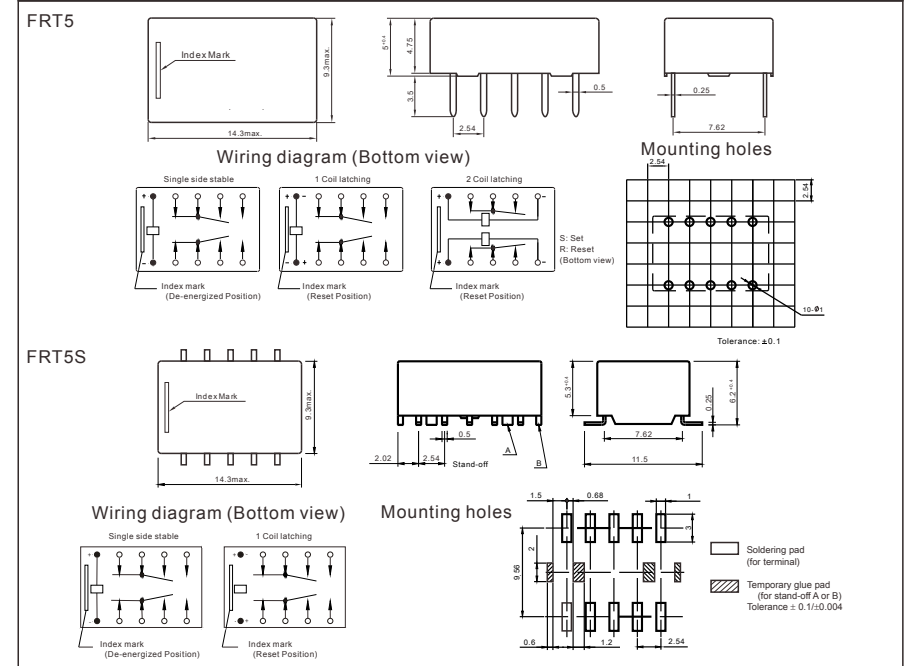 FRT5
Index Mark
9.3max.
14.3max.
5+0.4
4.75
3.5
2.54
0.5
0.25
7.62
Wiring diagram (Bottom view)
Mounting holes
Single side stable
1 Coil latching
2 Coil latching
+
-
+ -
- +
+ -
+ -
S: Set
R: Reset
(Bottom view)
Index mark
(De-energized Position)
Index mark
(Reset Position)
Index mark
(Reset Position)
2.54
2.54
10-Ø1
Tolerance: ±0.1
FRT5S
Index Mark
9.3max.
14.3max.
2.02
2.54
0.5
Stand-off
A
B
5.3+0.4
6.2+0.4
0.25
7.62
11.5
Wiring diagram (Bottom view)
Mounting holes
Single side stable
1 Coil latching
+
-
+ -
- +
Index mark
(De-energized Position)
Index mark
(Reset Position)
1.5
0.68
1
3
2
9.56
0.6
1.2
2.54
Soldering pad
(for terminal)
Temporary glue pad
(for stand-off A or B)
Tolerance ± 0.1/±0.004